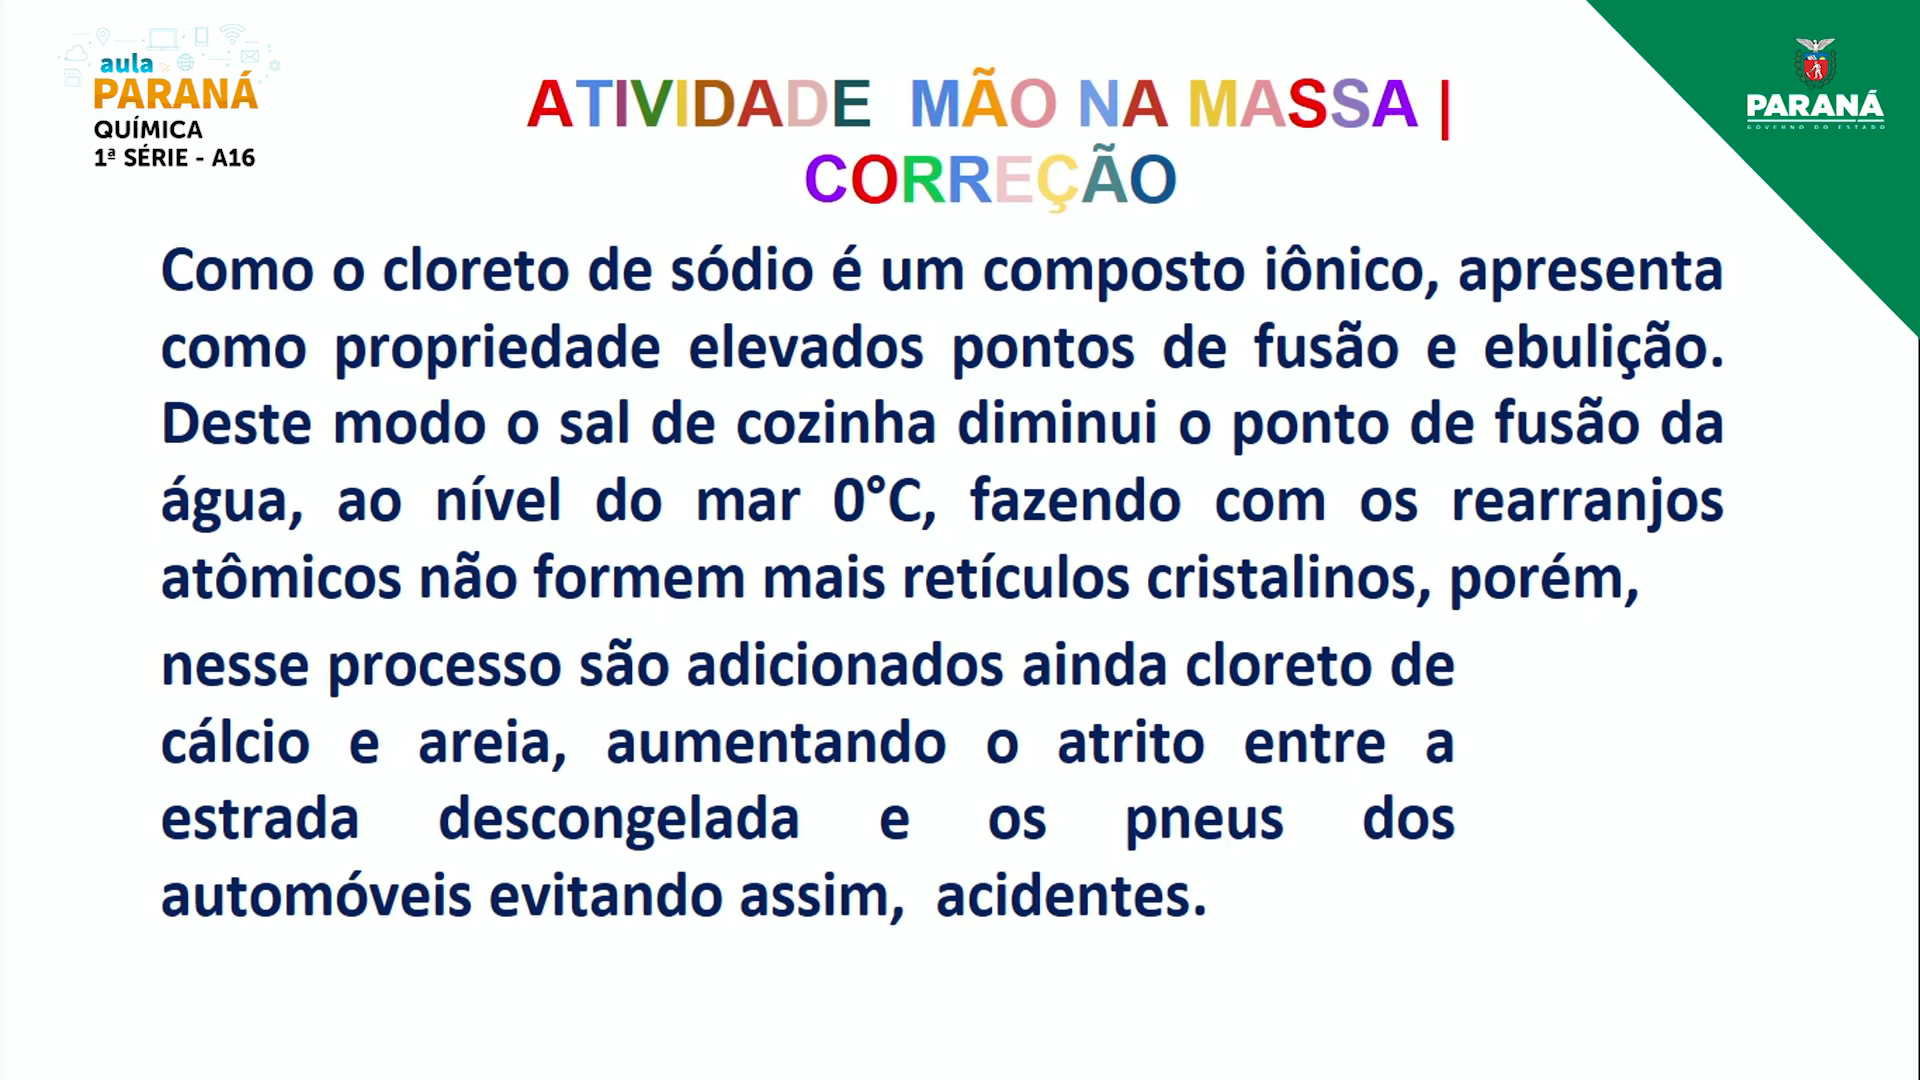 aula
PARANÁ
QUÍMICA
1ª SÉRIE - A16
ATIVIDADE  MÃO NA MASSA |
CORREÇÃO
PARANÁ
GOVERNO DO ESTADO
Como o cloreto de sódio é um composto iônico, apresenta
como propriedade elevados pontos de fusão e ebulição.
Deste modo o sal de cozinha diminui o ponto de fusão da
água, ao nível do mar 0°C, fazendo com os rearranjos
atômicos não formem mais retículos cristalinos, porém,
nesse processo são adicionados ainda cloreto de
cálcio e areia, aumentando o atrito entre a
estrada descongelada e os pneus dos
automóveis evitando assim,  acidentes.